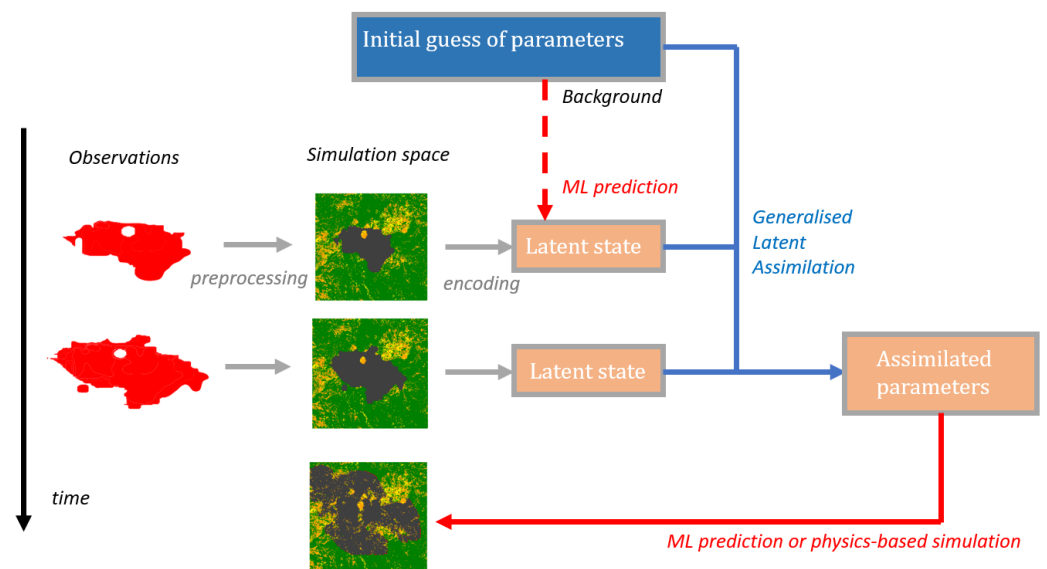 Initial guess of parameters
Background
Observations
Simulation space
ML prediction
Latent state
Generalised
Latent
Assimilation
preprocessing
encoding
Latent state
Assimilated
parameters
time
ML prediction or physics-based simulation